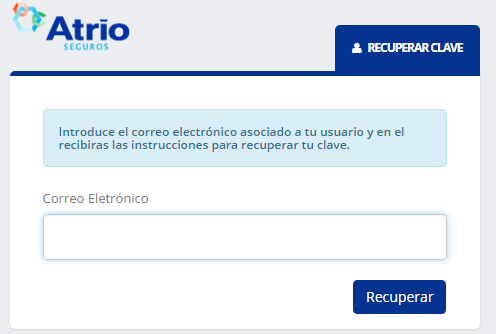 Atrio
SEGUROS
RECUPERAR CLAVE
Introduce el correo electrónico asociado a tu usuario y en el
recibiras las instrucciones para recuperar tu clave.
Correo Eletrónico
Recuperar